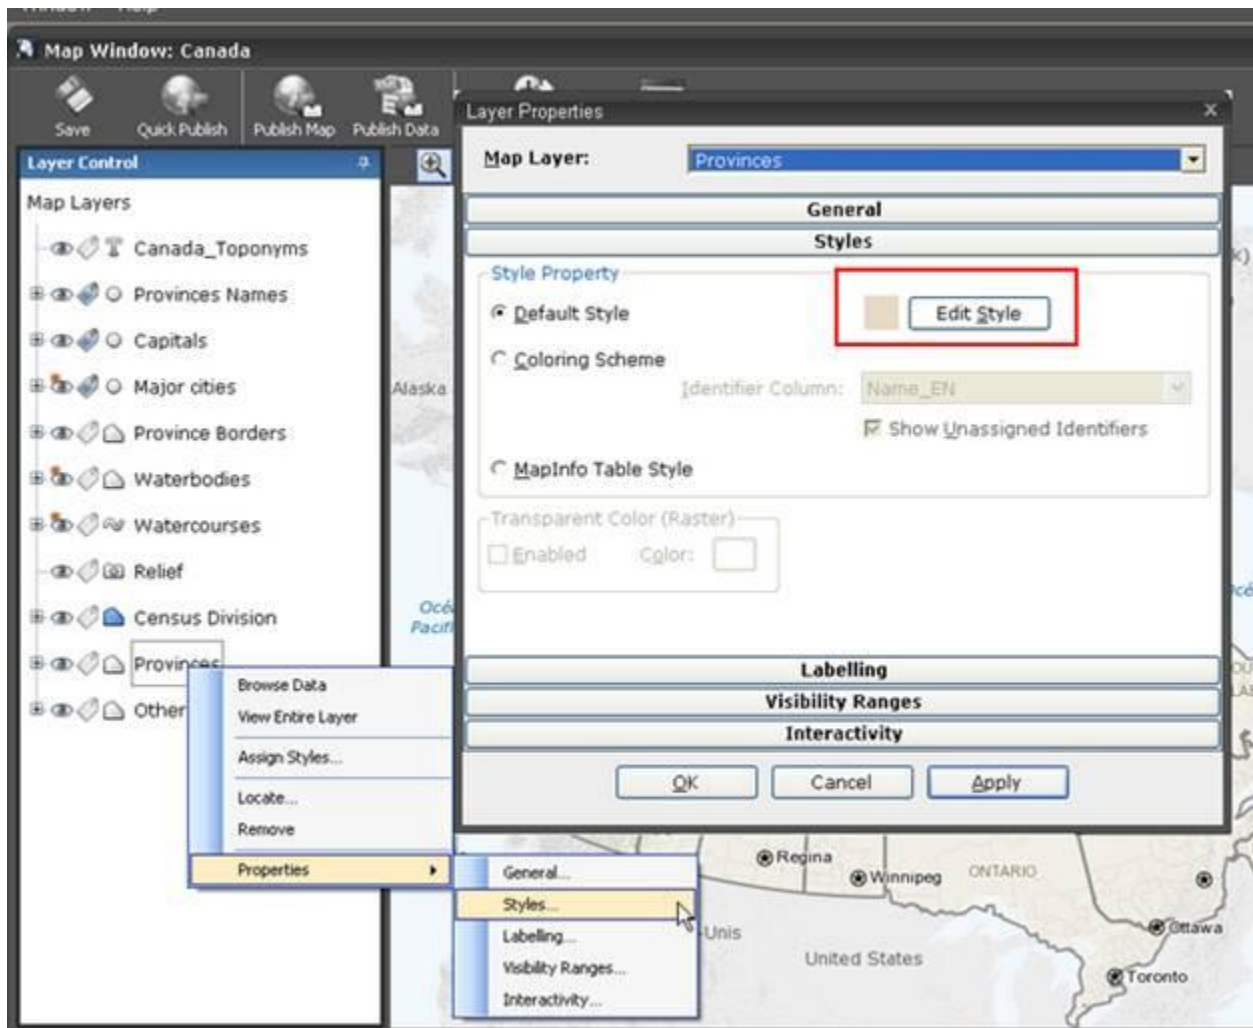 Map Window: Canada
Save
Quick Publish
Publish Map
Publish Data
Layer Control
Map Layers
Canada_Toponyms
Provinces Names
Capitals
Major cities
Province Borders
Waterbodies
Watercourses
Relief
Census Division
Provinces
Other
Browse Data
View Entire Layer
Assign Styles...
Locate...
Remove
Properties
General...
Styles...
Labelling...
Visibility Ranges...
Interactivity...
Layer Properties
Map Layer:
Provinces
General
Styles
Style Property
Default Style
Edit Style
Coloring Scheme
Identifier Column:
Name_EN
Show Unassigned Identifiers
MapInfo Table Style
Transparent Color (Raster)
Enabled
Color:
Labelling
Visibility Ranges
Interactivity
OK
Cancel
Apply
Alaska
Regina
Winnipeg
ONTARIO
Ottawa
Toronto
-Unis
United States